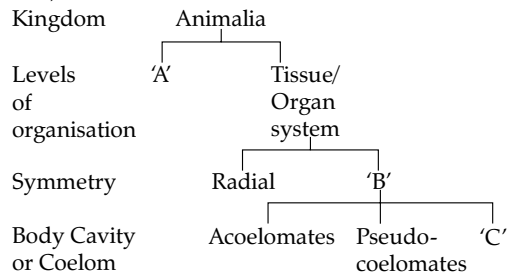 Kingdom Animalia
Levels of organisation 'A' Tissue/ Organ system
Symmetry Radial 'B'
Body Cavity or Coelom Acoelomates Pseudo- coelomates 'C'